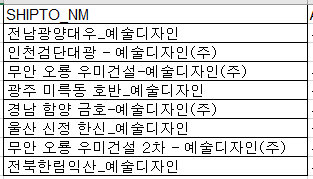 SHIPTO_NM
전남광양대우_예술디자인
인천검단대광 - 예술디자인(주)
무안 오룡 우미건설-예술디자인(주)
광주 미륵동 호반_예술디자인
경남 함양 금호-예술디자인(주)
울산 신정 한신_예술디자인
무안 오룡 우미건설 2차 - 예술디자인(주)
전북한림익산_예술디자인